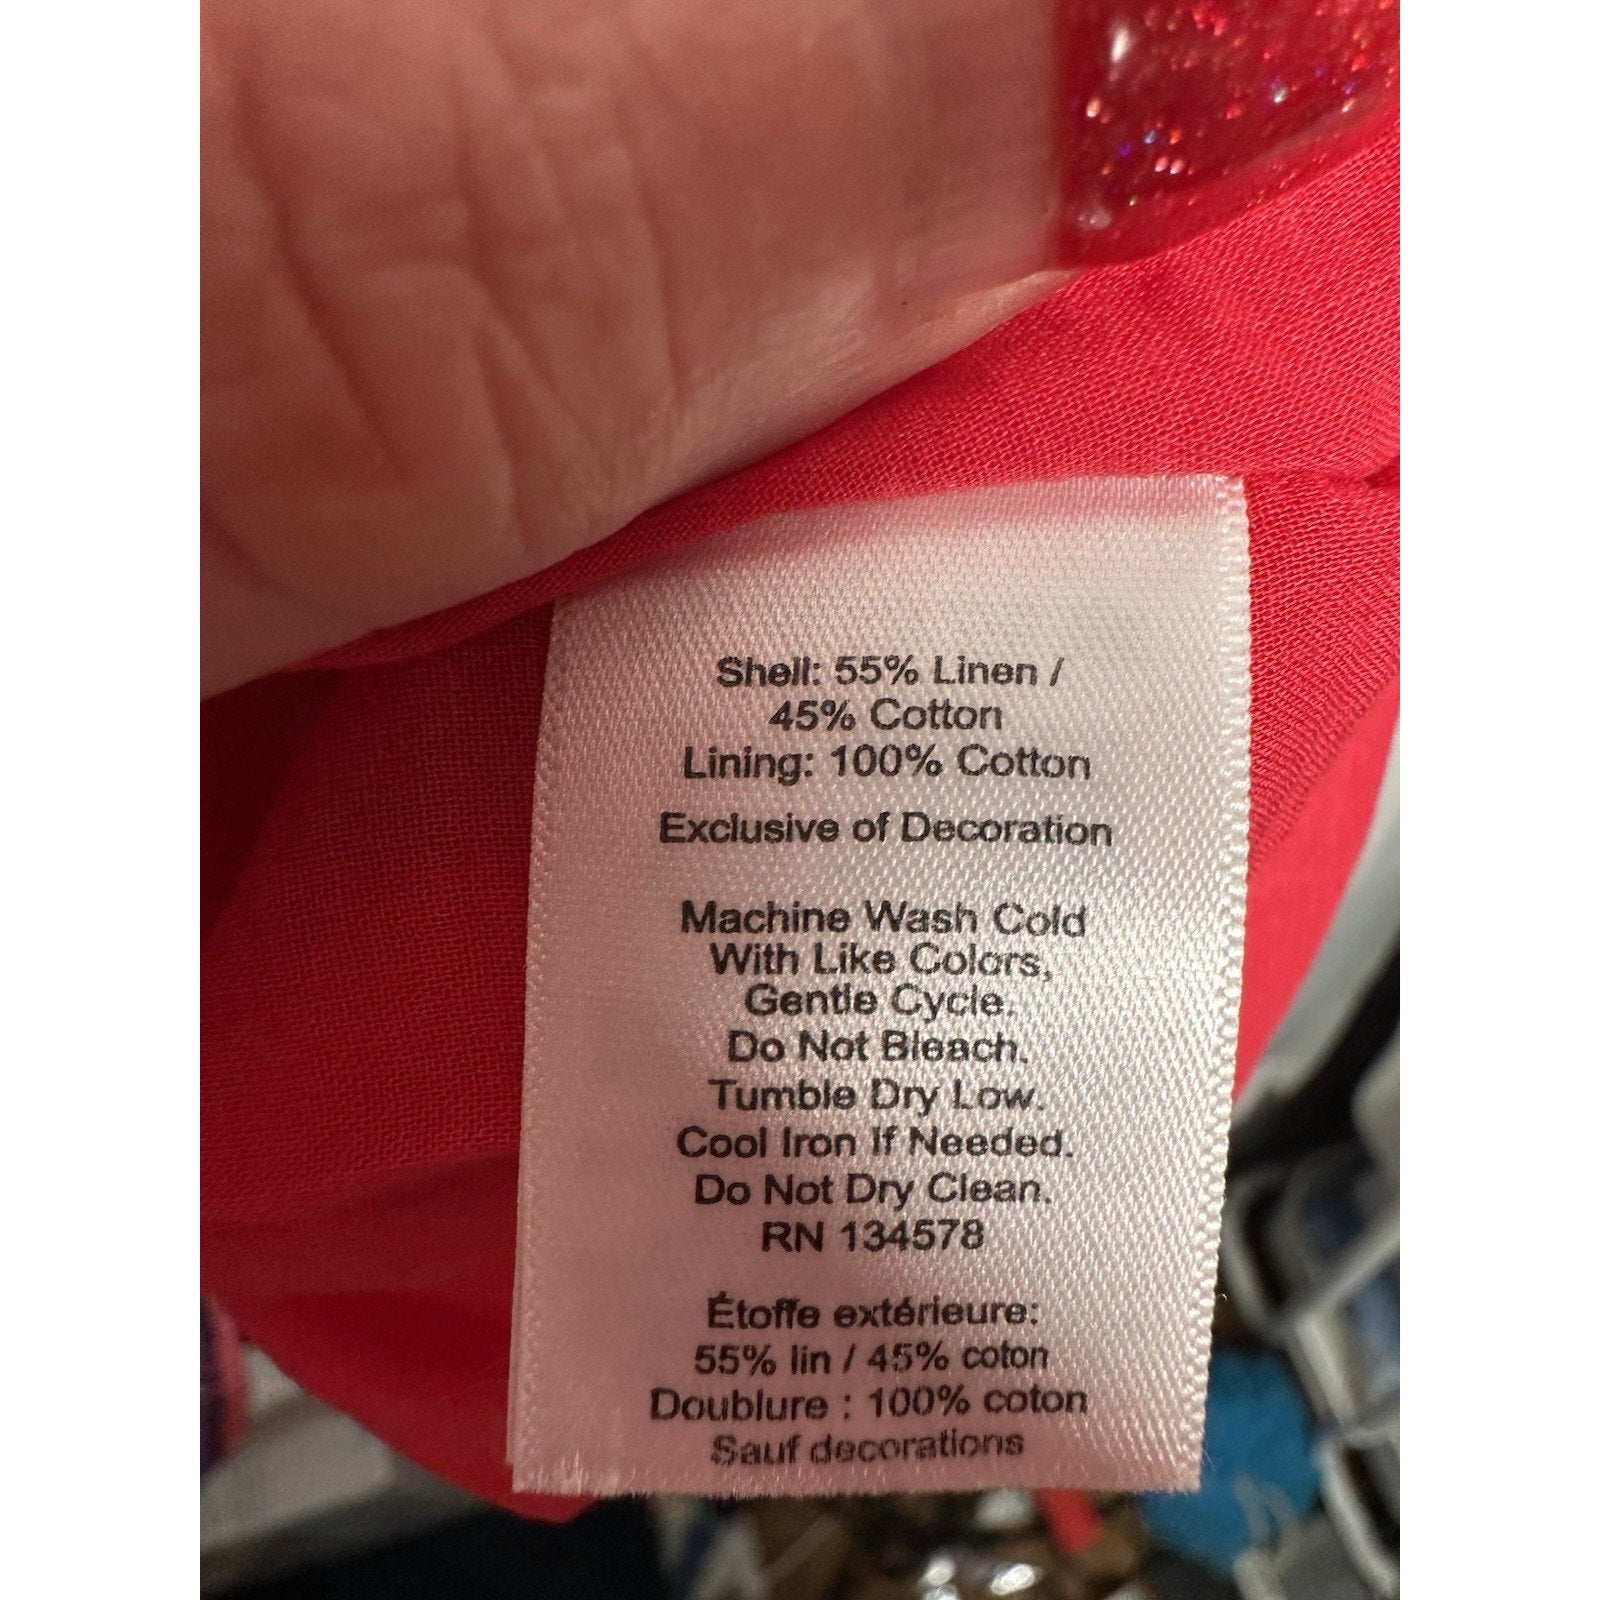 Shell: 55% Linen /
45% Cotton
Lining: 100% Cotton
Exclusive of Decoration
Machine Wash Cold
With Like Colors,
Gentle Cycle.
Do Not Bleach.
Tumble Dry Low.
Cool Iron If Needed.
Do Not Dry Clean.
RN 134578
Étoffe extérieure:
55% lin / 45% coton
Doublure : 100% coton
Sauf decorations